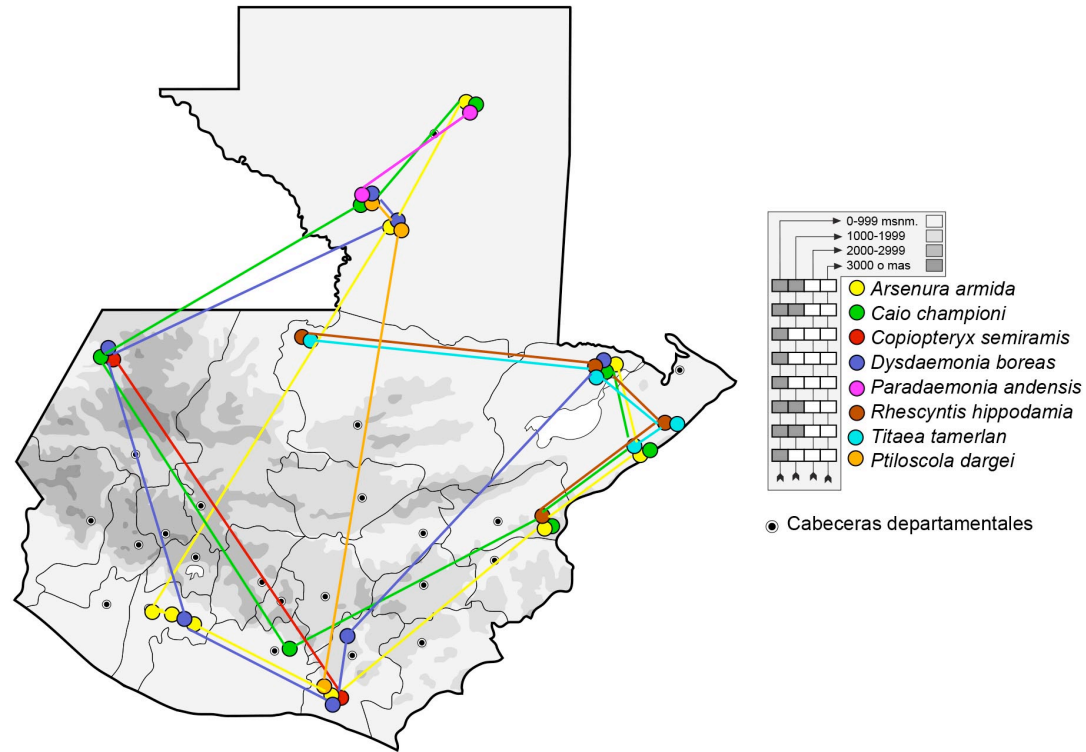 0-999 msnm.
1000-1999
2000-2999
3000 o mas
Arsenura armida
Caio championi
Copiopteryx semiramis
Dysdaemonia boreas
Paradaemonia andensis
Rhescyntis hippodamia
Titaea tamerlan
Ptiloscola dargei
Cabeceras departamentales